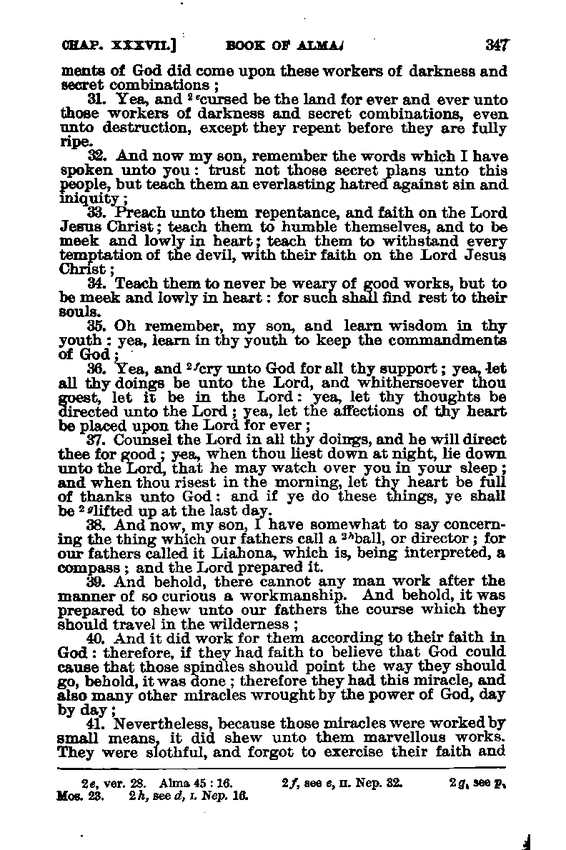 CHAP. XXXVII.] BOOK OF ALMA. 347
ments of God did come upon these workers of darkness and
secret combinations ;
31. Yea, and 2ecursed be the land for ever and ever unto
those workers of darkness and secret combinations, even
unto destruction, except they repent before they are fully
ripe.
32. And now my son, remember the words which I have
spoken unto you : trust not those secret plans unto this
people, but teach them an everlasting hatred against sin and
iniquity ;
33. Preach unto them repentance, and faith on the Lord
Jesus Christ ; teach them to humble themselves, and to be
meek and lowly in heart ; teach them to withstand every
temptation of the devil, with their faith on the Lord Jesus
Christ ;
34. Teach them to never be weary of good works, but to
be meek and lowly in heart : for such shall find rest to their
souls.
35. Oh remember, my son, and learn wisdom in thy
youth : yea, learn in thy youth to keep the commandments
of God ;
36. Yea, and 2fcry unto God for all thy support ; yea, let
all thy doings be unto the Lord, and whithersoever thou
goest, let it be in the Lord : yea, let thy thoughts be
directed unto the Lord ; yea, let the affections of thy heart
be placed upon the Lord for ever ;
37. Counsel the Lord in all thy doings, and he will direct
thee for good ; yea, when thou liest down at night, lie down
unto the Lord, that he may watch over you in your sleep ;
and when thou risest in the morning, let thy heart be full
of thanks unto God : and if ye do these things, ye shall
be 2glifted up at the last day.
38. And now, my son, I have somewhat to say concern-
ing the thing which our fathers call a 2hball, or director ; for
our fathers called it Liahona, which is, being interpreted, a
compass ; and the Lord prepared it.
39. And behold, there cannot any man work after the
manner of so curious a workmanship. And behold, it was
prepared to shew unto our fathers the course which they
should travel in the wilderness ;
40. And it did work for them according to their faith in
God : therefore, if they had faith to believe that God could
cause that those spindles should point the way they should
go, behold, it was done ; therefore they had this miracle, and
also many other miracles wrought by the power of God, day
by day ;
41. Nevertheless, because those miracles were worked by
small means, it did shew unto them marvellous works.
They were slothful, and forgot to exercise their faith and
2e, ver. 28. Alma 45 : 16. 2f, see e, II. Nep. 32. 2g, see p,
Mos. 23. 2h, see d, I. Nep. 16.